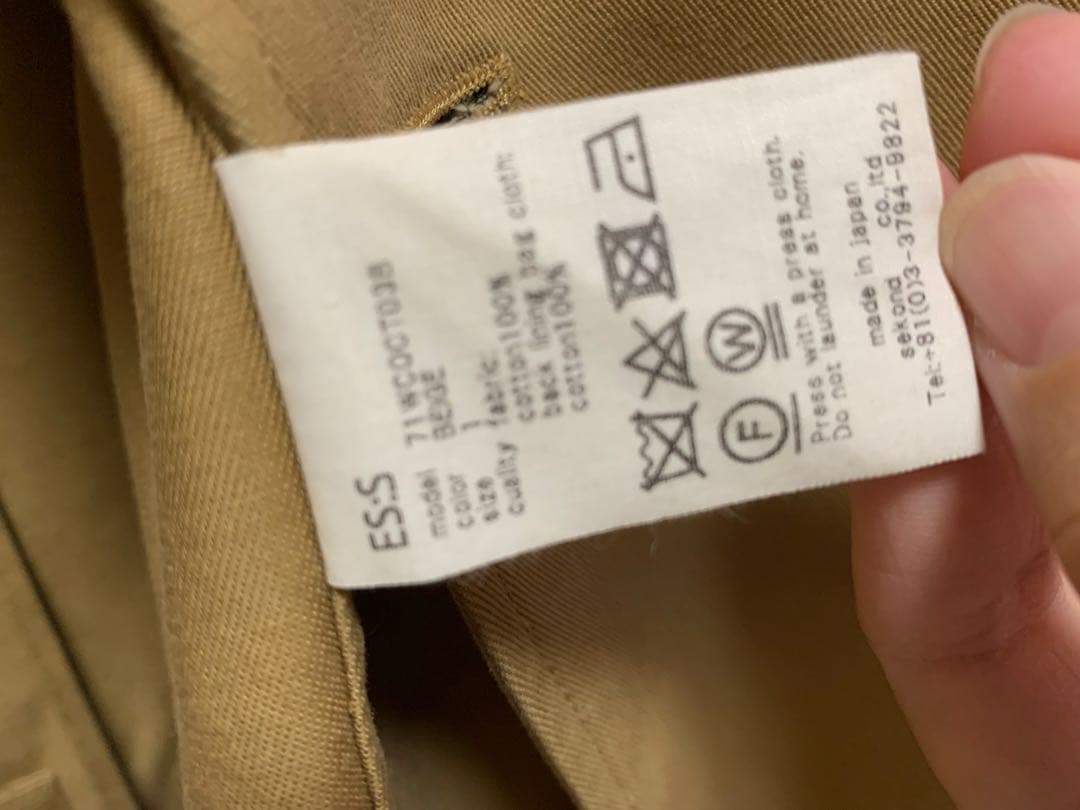 ES:S
model 71WCOCT03B
color BEIGE
size 1
quality fabric:
cotton100%
back lining bag cloth:
cotton100%
F W
Press with a press cloth.
Do not launder at home.
made in japan
sekond co.,ltd
Tel:+81(0)3-3794-9822